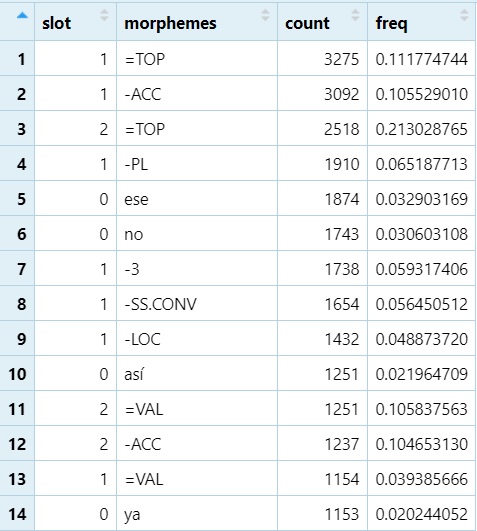 slot morphemes count freq
1 1 =TOP 3275 0.111774744
2 1 -ACC 3092 0.105529010
3 2 =TOP 2518 0.213028765
4 1 -PL 1910 0.065187713
5 0 ese 1874 0.032903169
6 0 no 1743 0.030603108
7 1 -3 1738 0.059317406
8 1 -SS.CONV 1654 0.056450512
9 1 -LOC 1432 0.048873720
10 0 así 1251 0.021964709
11 2 =VAL 1251 0.105837563
12 2 -ACC 1237 0.104653130
13 1 =VAL 1154 0.039385666
14 0 ya 1153 0.020244052